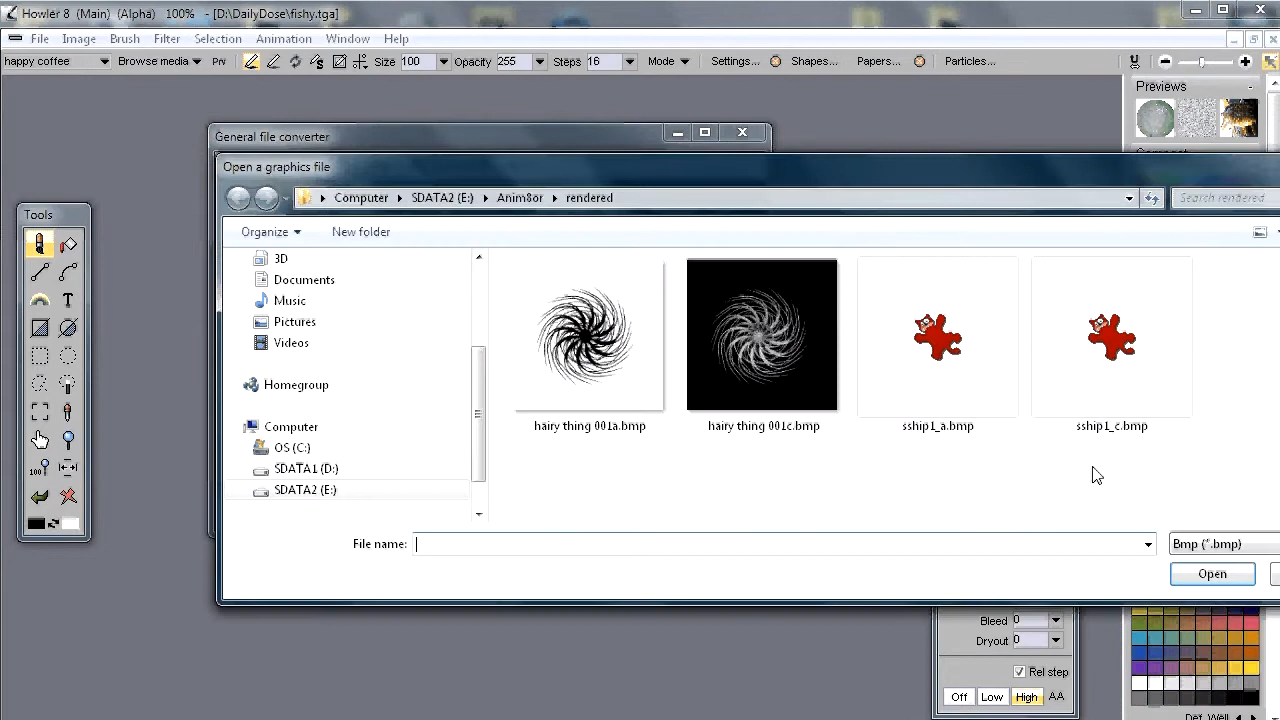 Howler 8 (Main) (Alpha) 100% - [D:\DailyDose\fishy.tga]
File Image Brush Filter Selection Animation Window Help
happy coffee Browse media Size 100 Opacity 255 16 Mode Settings... Shapes... Papers... Particles...
Previews
General file converter
Open a graphics file
Computer SDATA2 (E:) Anim8or rendered Search rendered
Tools
Organize New folder
3D
Documents
Music
Pictures
Videos
Homegroup
Computer
OS (C:)
SDATA1 (D:)
SDATA2 (E:)
hairy thing 001a.bmp hairy thing 001c.bmp sship1_a.bmp sship1_c.bmp
100
File name: Bmp (*.bmp)
Open
Bleed 0
Dryout 0
Rel step
Off Low High AA
Def. Well